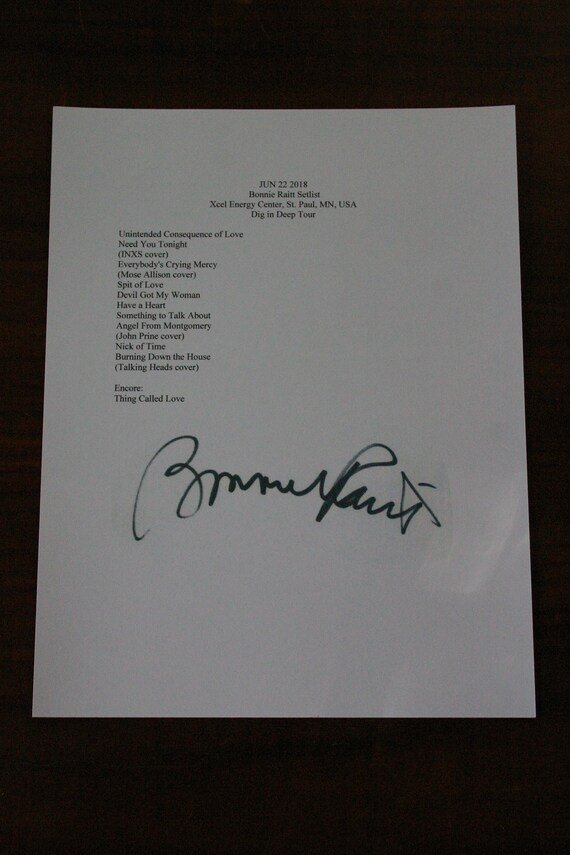 JUN 22 2018
Bonnie Raitt Setlist
Xcel Energy Center, St. Paul, MN, USA
Dig in Deep Tour
Unintended Consequence of Love
Need You Tonight
(INXS cover)
Everybody's Crying Mercy
(Mose Allison cover)
Spit of Love
Devil Got My Woman
Have a Heart
Something to Talk About
Angel From Montgomery
(John Prine cover)
Nick of Time
Burning Down the House
(Talking Heads cover)
Encore:
Thing Called Love
Bonnie Raitt